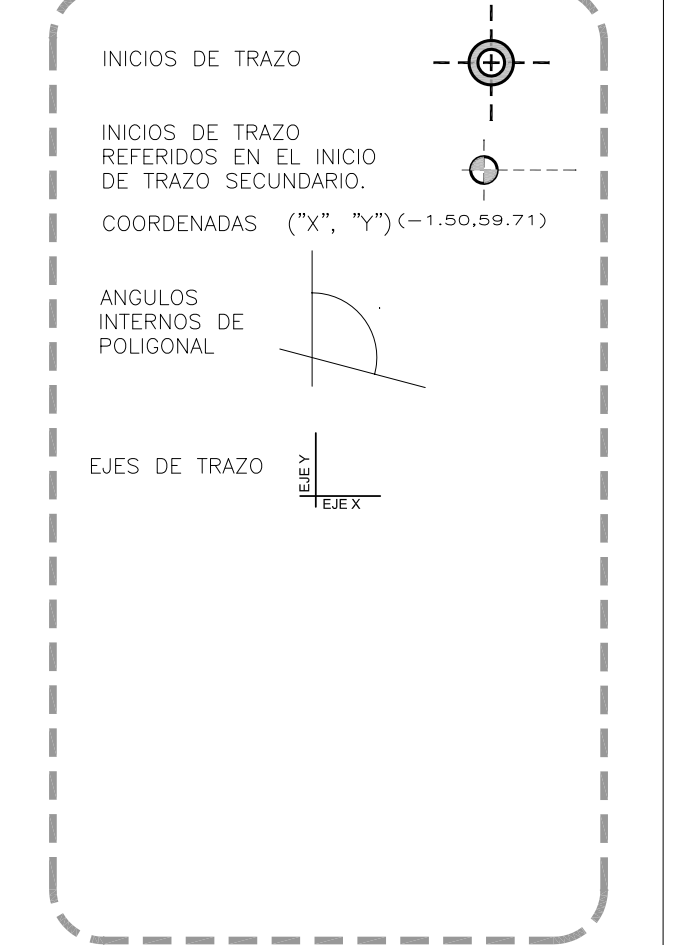 INICIOS DE TRAZO
INICIOS DE TRAZO
REFERIDOS EN EL INICIO
DE TRAZO SECUNDARIO.
COORDENADAS ("X", "Y") (-1.50,59.71)
ANGULOS
INTERNOS DE
POLIGONAL
EJES DE TRAZO
EJE Y
EJE X